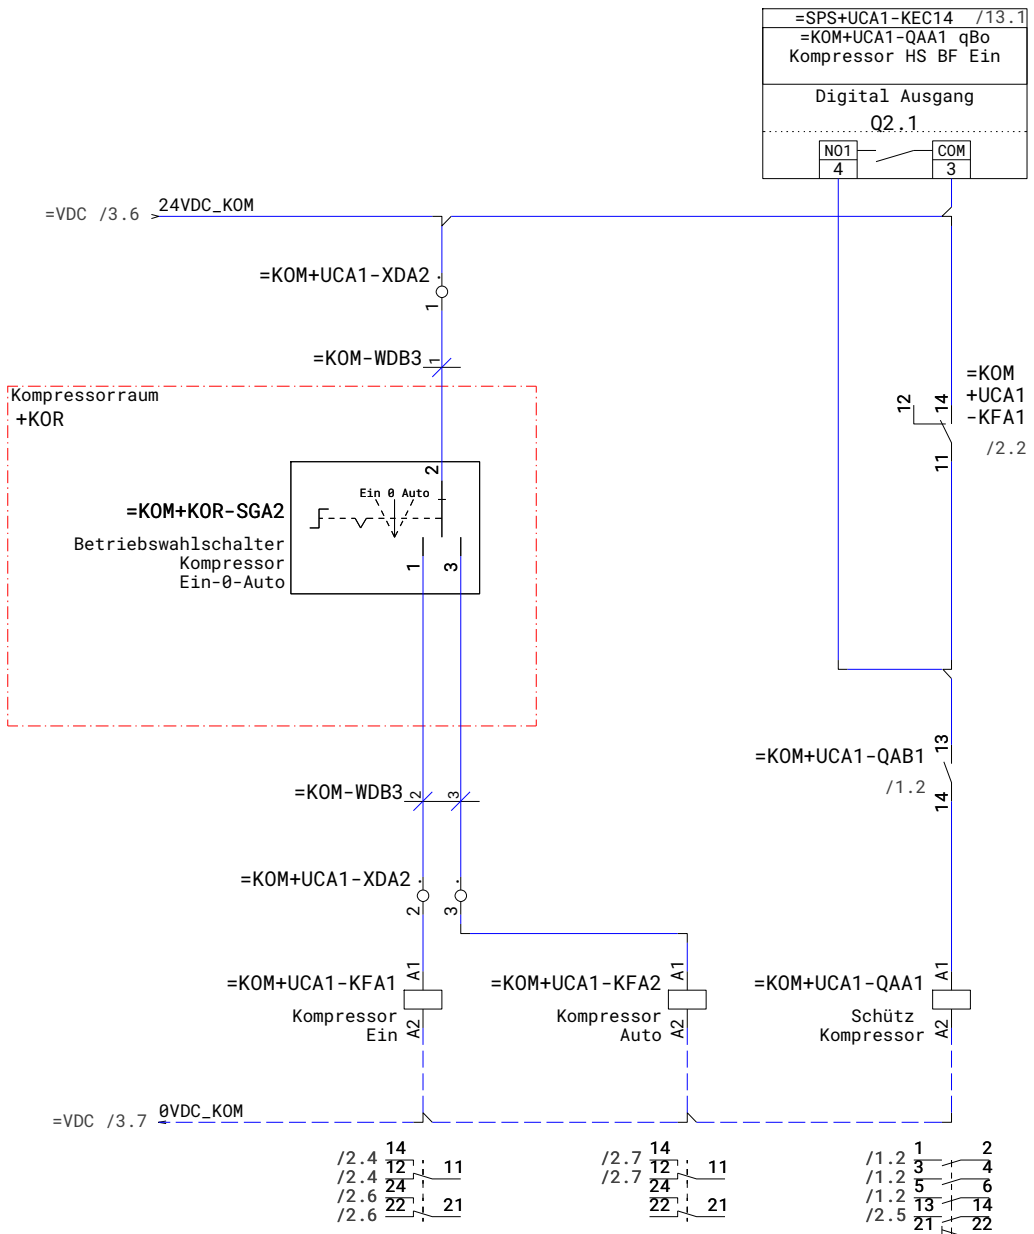 =SPS+UCA1-KEC14 /13.1
=KOM+UCA1-QAA1 qBo
Kompressor HS BF Ein
Digital Ausgang
Q2.1
NO1 COM
4 3
=VDC /3.6 24VDC_KOM
=KOM+UCA1-XDA2
1
=KOM-WDB3 1
Kompressorraum
+KOR
=KOM
+UCA1
-KFA1
/2.2
12 14
11
2
Ein 0 Auto
=KOM+KOR-SGA2
Betriebswahlschalter
Kompressor
Ein-0-Auto
1 3
=KOM+UCA1-QAB1 13
/1.2
14
=KOM-WDB3 2 3
=KOM+UCA1-XDA2
2 3
=KOM+UCA1-KFA1 A1
Kompressor
Ein
A2
=KOM+UCA1-KFA2 A1
Kompressor
Auto
A2
=KOM+UCA1-QAA1 A1
Schütz
Kompressor
A2
=VDC /3.7 0VDC_KOM
/2.4 14
/2.4 12 11
/2.6 24
/2.6 22 21
/2.7 14
/2.7 12 11
24
22 21
/1.2 1 2
/1.2 3 4
/1.2 5 6
/2.5 13 14
21 22